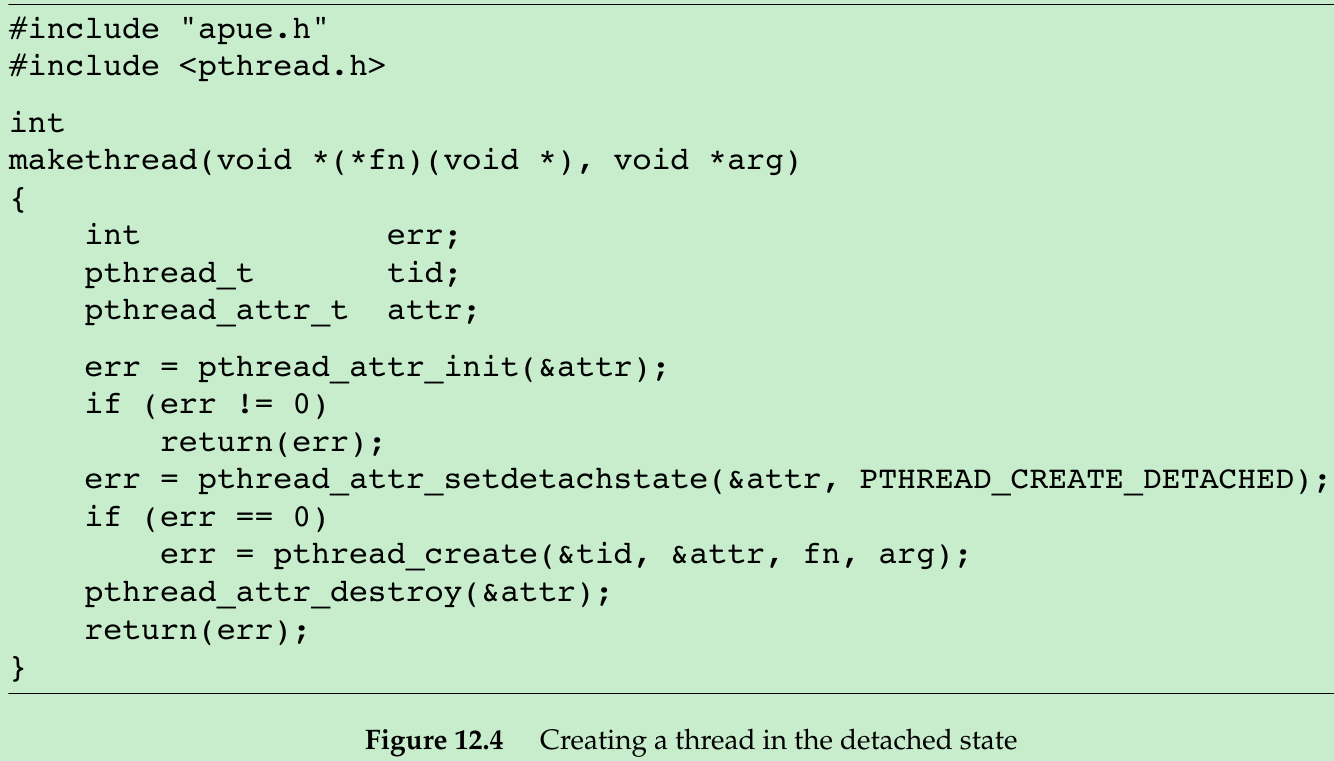 #include "apue.h"
#include <pthread.h>
int
makethread(void *(*fn)(void *), void *arg)
{
    int             err;
    pthread_t       tid;
    pthread_attr_t  attr;
    err = pthread_attr_init(&attr);
    if (err != 0)
        return(err);
    err = pthread_attr_setdetachstate(&attr, PTHREAD_CREATE_DETACHED);
    if (err == 0)
        err = pthread_create(&tid, &attr, fn, arg);
    pthread_attr_destroy(&attr);
    return(err);
}
Figure 12.4 Creating a thread in the detached state